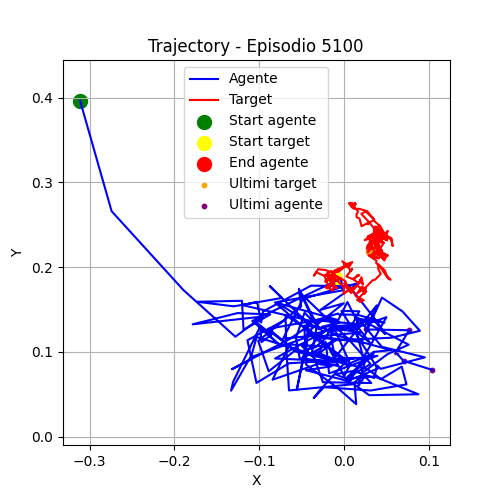 Trajectory - Episodio 5100
Agente
Target
Start agente
Start target
End agente
Ultimi target
Ultimi agente
Y
0.4
0.3
0.2
0.1
0.0
−0.3
−0.2
−0.1
0.0
0.1
X